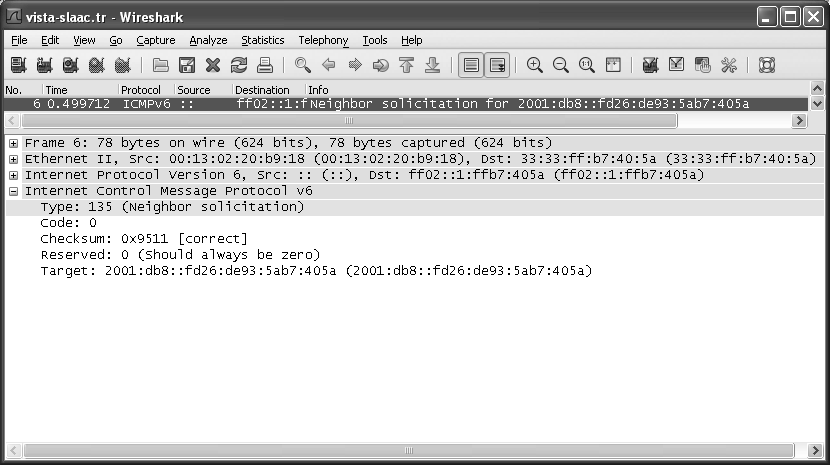 vista-slaac.tr - Wireshark
File Edit View Go Capture Analyze Statistics Telephony Tools Help
No. Time Protocol Source Destination Info
6 0.499712 ICMPv6 :: ff02::1:f Neighbor solicitation for 2001:db8::fd26:de93:5ab7:405a
Frame 6: 78 bytes on wire (624 bits), 78 bytes captured (624 bits)
Ethernet II, Src: 00:13:02:20:b9:18 (00:13:02:20:b9:18), Dst: 33:33:ff:b7:40:5a (33:33:ff:b7:40:5a)
Internet Protocol Version 6, Src: :: (::), Dst: ff02::1:ffb7:405a (ff02::1:ffb7:405a)
Internet Control Message Protocol v6
Type: 135 (Neighbor solicitation)
Code: 0
Checksum: 0x9511 [correct]
Reserved: 0 (Should always be zero)
Target: 2001:db8::fd26:de93:5ab7:405a (2001:db8::fd26:de93:5ab7:405a)